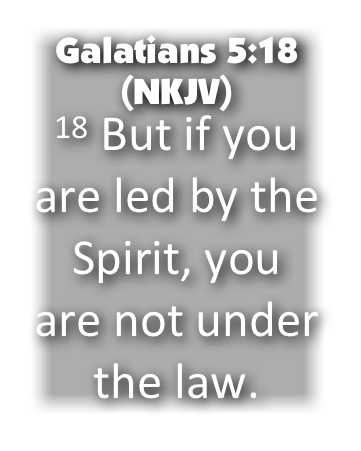 Galatians 5:18
(NKJV)
18 But if you
are led by the
Spirit, you
are not under
the law.